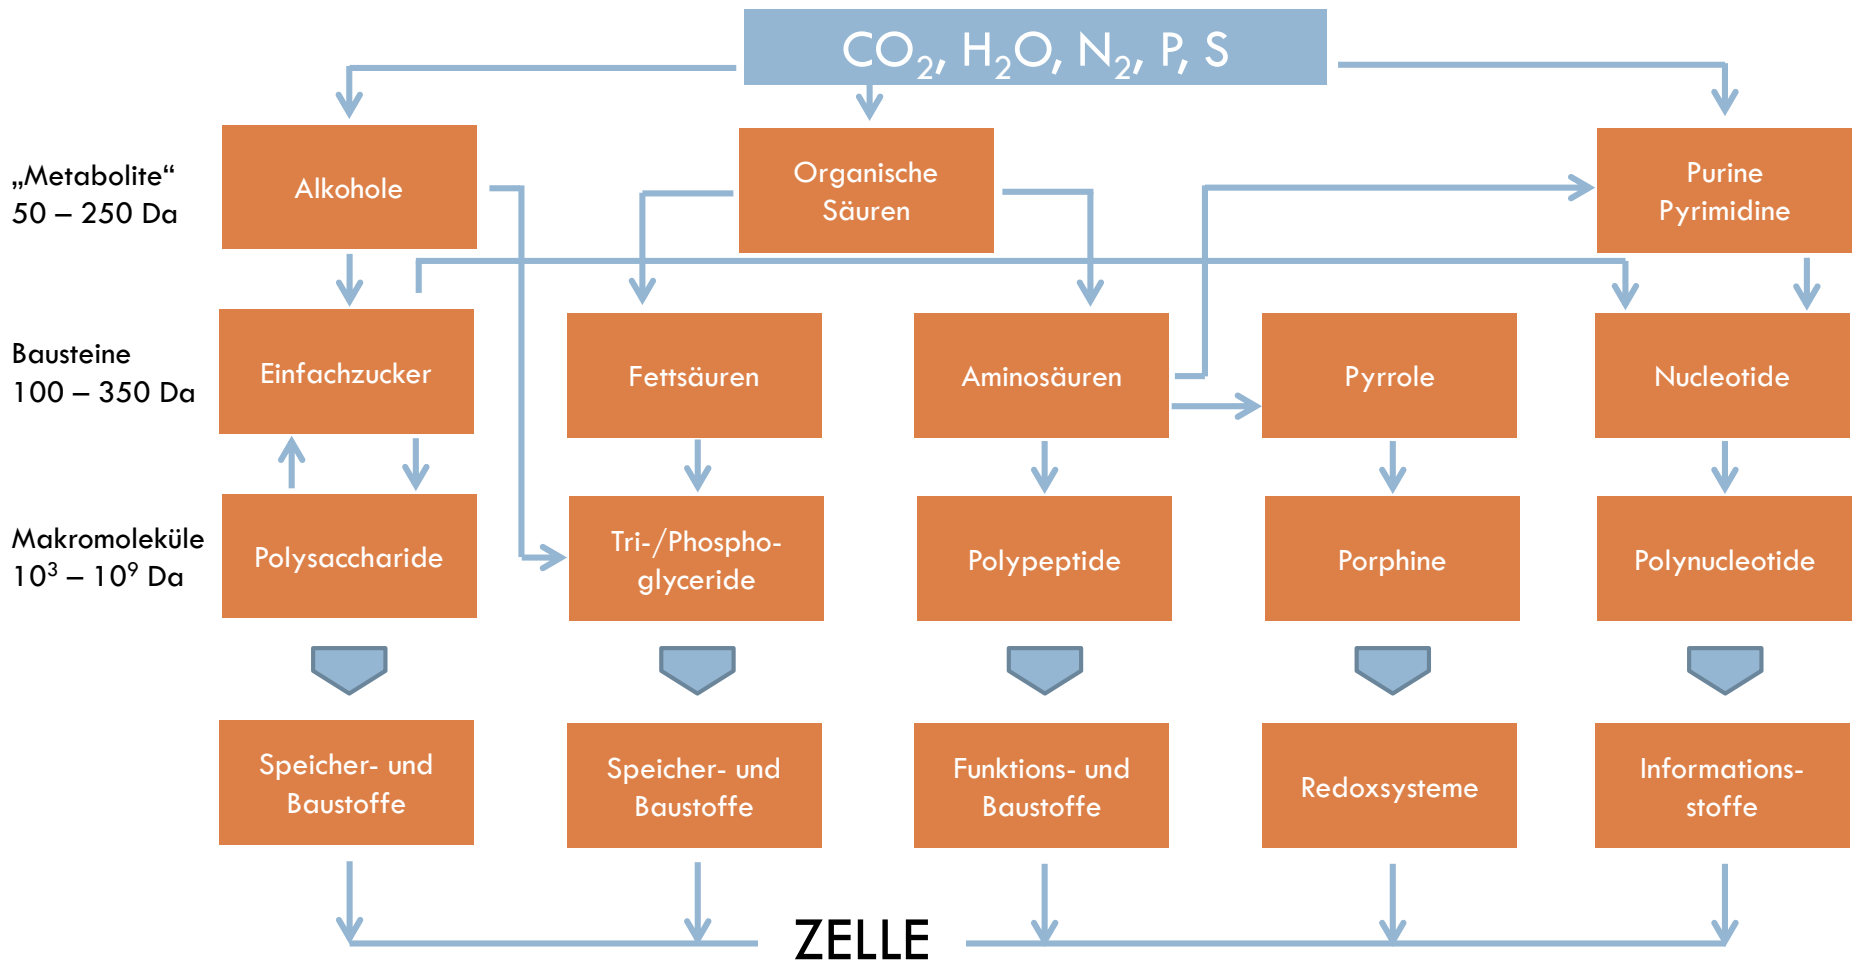 CO₂, H₂O, N₂, P, S
„Metabolite“
50 – 250 Da
Alkohole
Organische
Säuren
Purine
Pyrimidine
Bausteine
100 – 350 Da
Einfachzucker
Fettsäuren
Aminosäuren
Pyrrole
Nucleotide
Makromoleküle
10³ – 10⁹ Da
Polysaccharide
Tri-/Phospho-
glyceride
Polypeptide
Porphine
Polynucleotide
Speicher- und
Baustoffe
Speicher- und
Baustoffe
Funktions- und
Baustoffe
Redoxsysteme
Informations-
stoffe
ZELLE